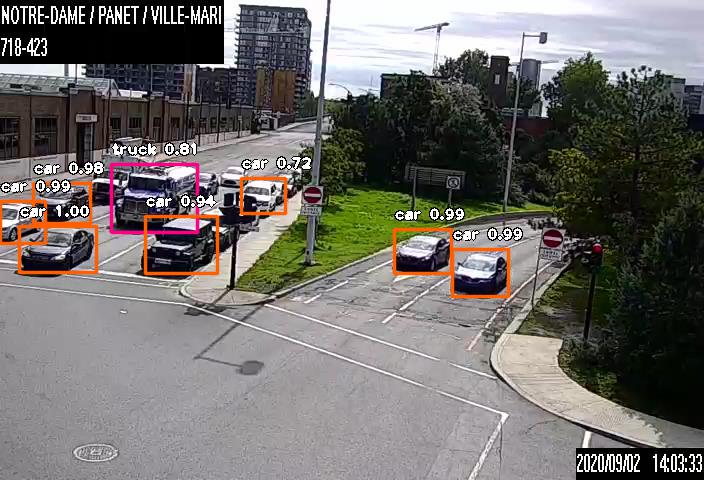 NOTRE-DAME / PANET / VILLE-MARI
718-423
truck 0.81
car 0.98
car 0.72
car 0.99
car 0.94
car 1.00
car 0.99
car 0.99
2020/09/02 14:03:33